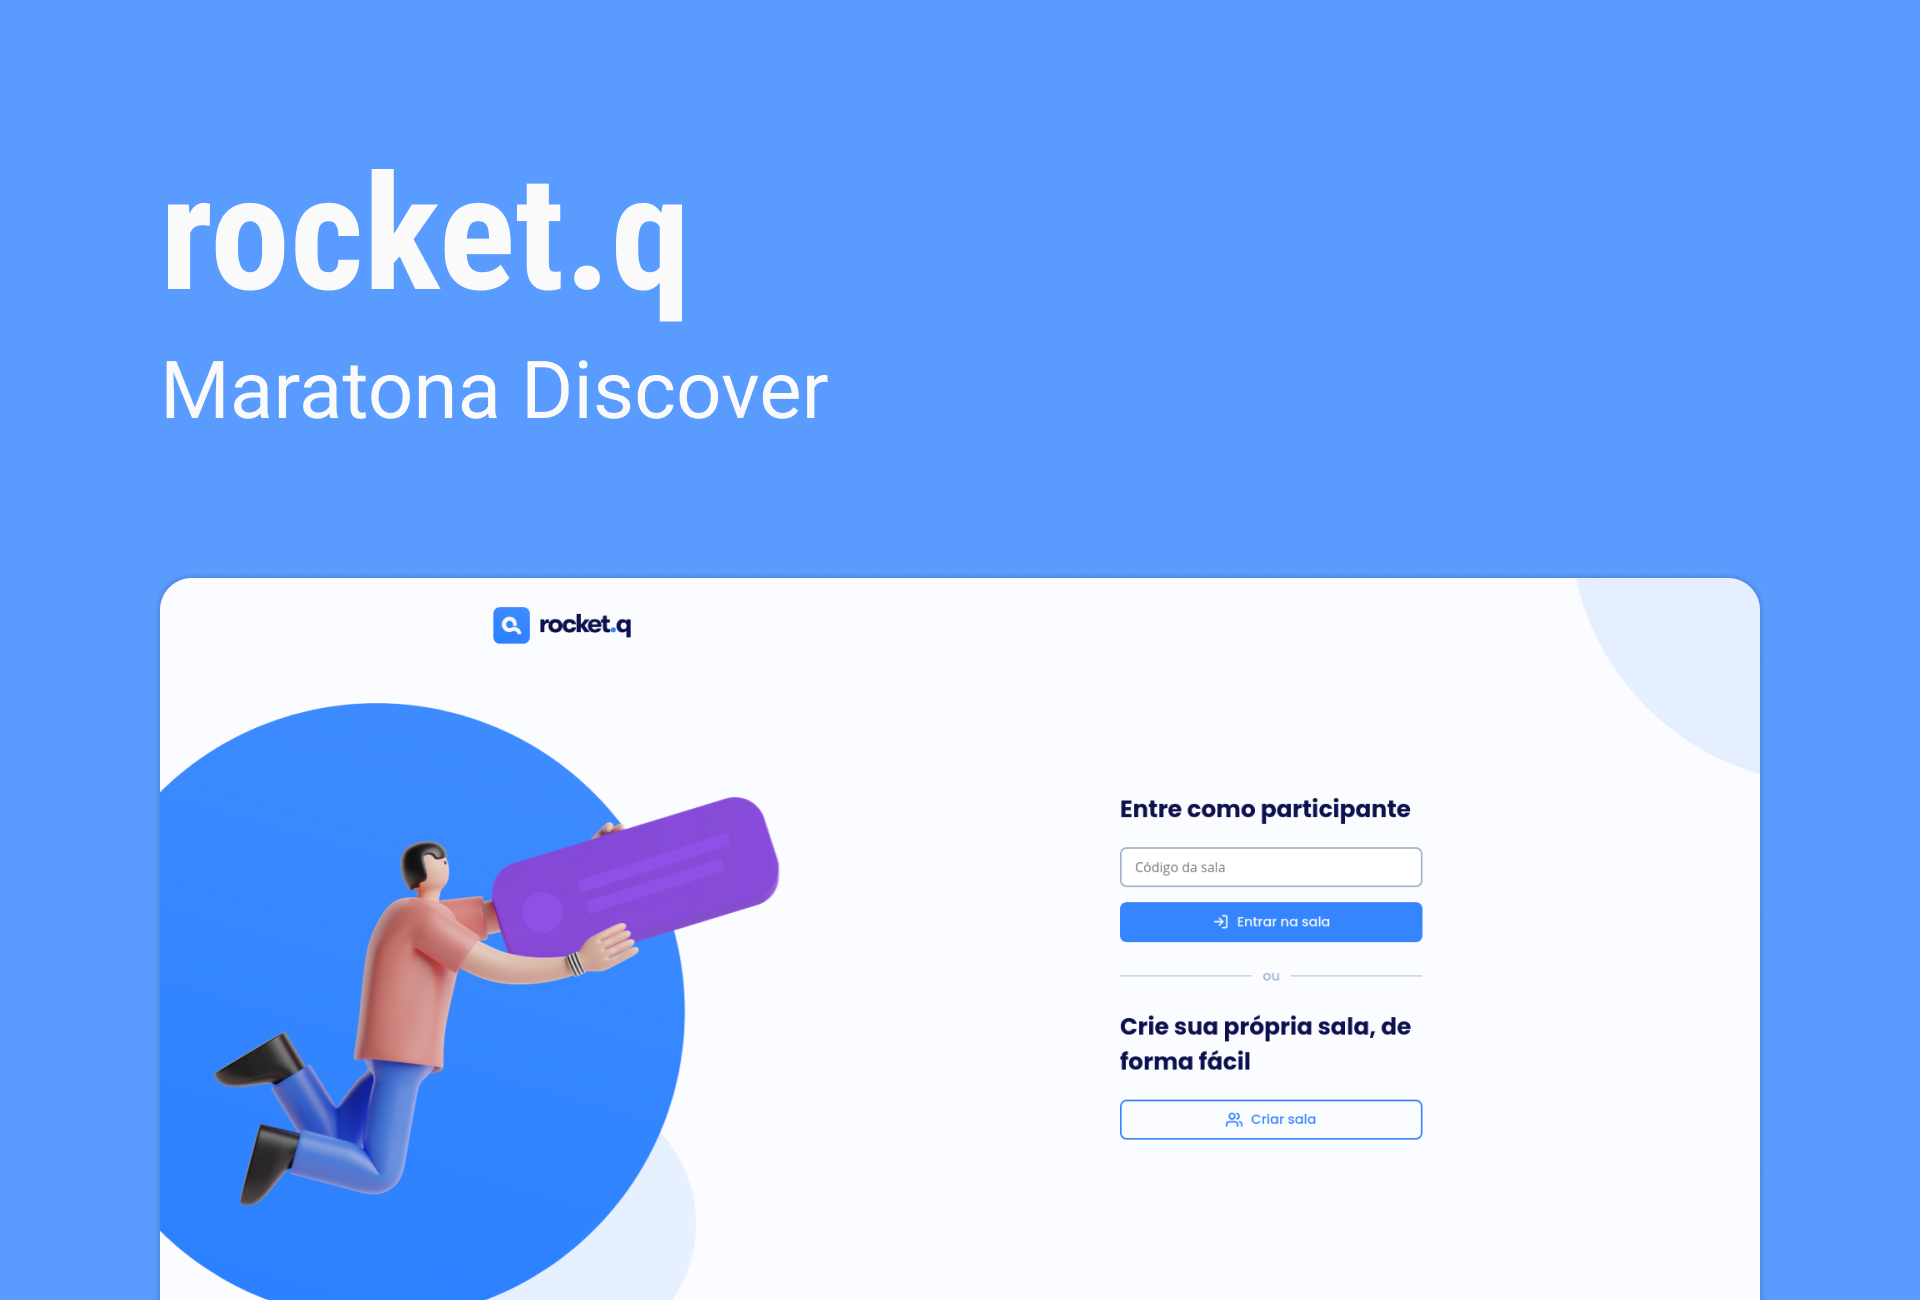 rocket.q
Maratona Discover
rocket.q
Entre como participante
Código da sala
Entrar na sala
ou
Crie sua própria sala, de
forma fácil
Criar sala